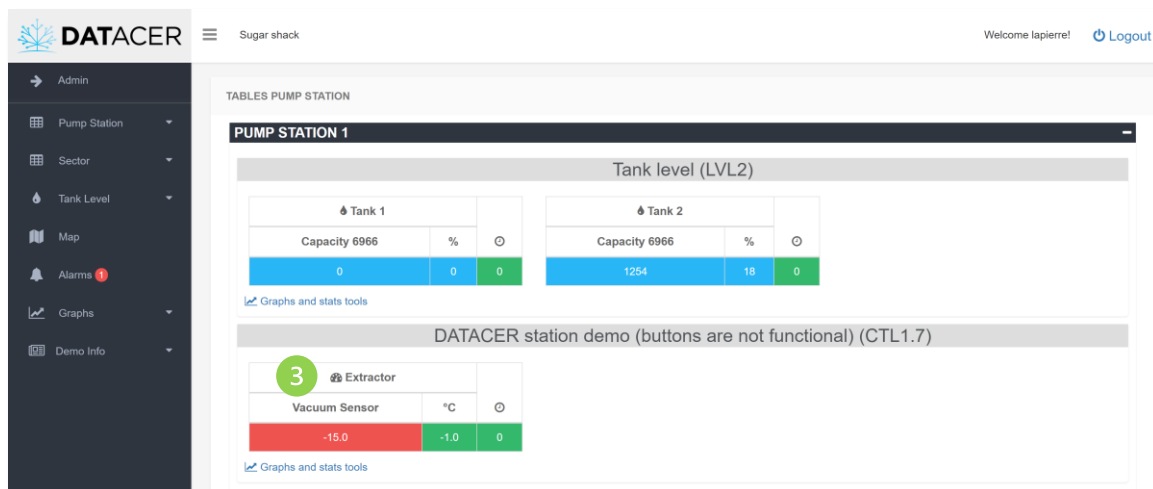 DATACER
Sugar shack
Welcome lapierre!
Logout
Admin
Pump Station
Sector
Tank Level
Map
Alarms 1
Graphs
Demo Info
TABLES PUMP STATION
PUMP STATION 1
Tank level (LVL2)
Tank 1
Capacity 6966 %
0 0 0
Tank 2
Capacity 6966 %
1254 18 0
Graphs and stats tools
DATACER station demo (buttons are not functional) (CTL1.7)
3 Extractor
Vacuum Sensor °C
-15.0 -1.0 0
Graphs and stats tools